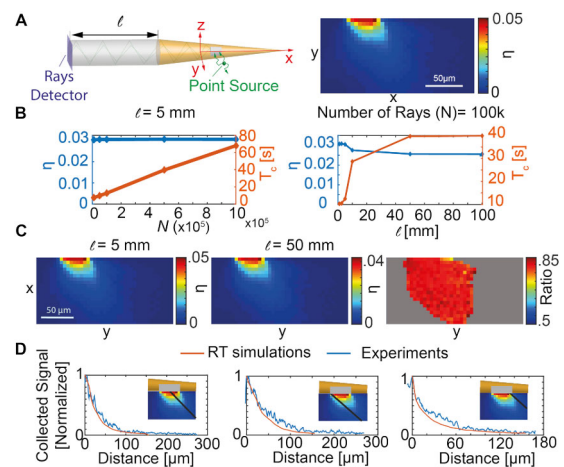 A
ℓ
z
y
x
Rays
Detector
Point Source
y
x
50μm
0.05
0
η
B
ℓ = 5 mm
Number of Rays (N)= 100k
η
0.03
0.02
0.01
0
80
60
40
20
0
T_c [s]
0 2 4 6 8 10
N (x10⁵)
x10⁵
η
0.03
0.02
0.01
0
40
30
20
10
T_c [s]
0 20 40 60 80 100
ℓ [mm]
C
ℓ = 5 mm
ℓ = 50 mm
x
50 μm
y
.05
0
η
y
.04
0
η
y
.85
.5
Ratio
D
RT simulations
Experiments
Collected Signal
[Normalized]
1
0
0 100 200 300
Distance [μm]
1
0
0 100 200 300
Distance [μm]
1
0
0 60 120 180
Distance [μm]